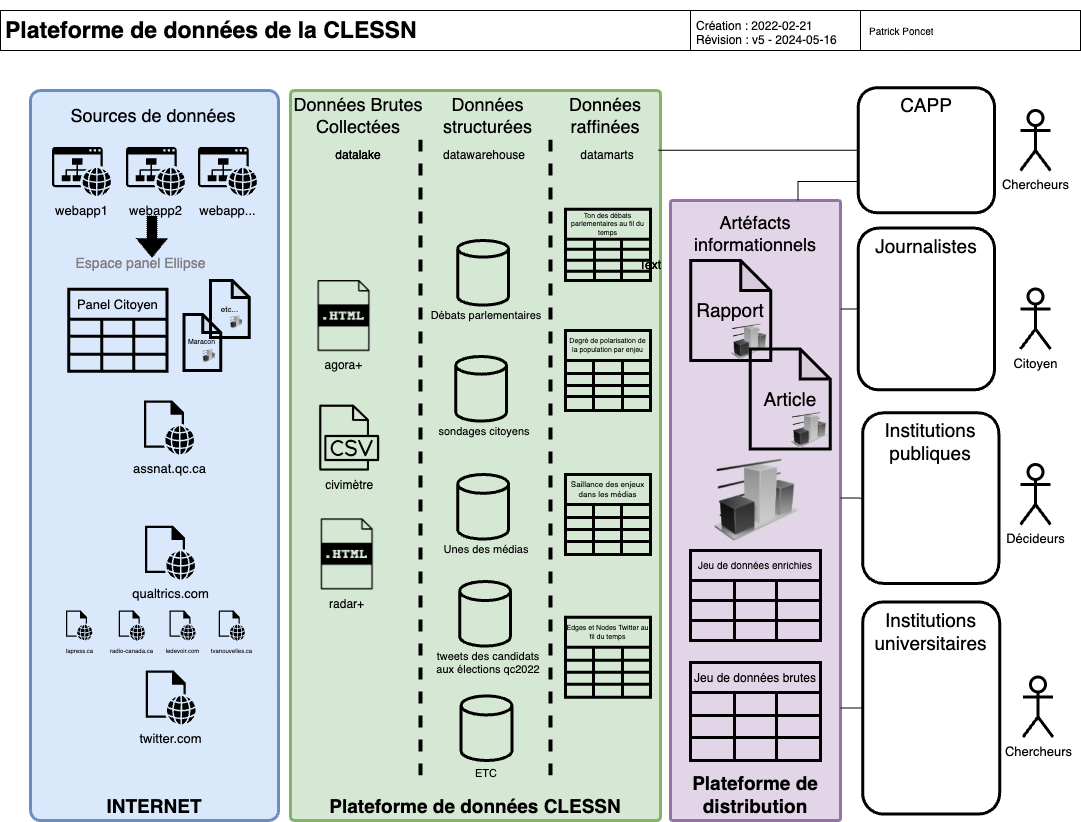 Plateforme de données de la CLESSN
Création : 2022-02-21
Révision : v5 - 2024-05-16
Patrick Poncet
Sources de données
webapp1
webapp2
webapp...
Espace panel Ellipse
Panel Citoyen
etc...
Maracon
assnat.qc.ca
qualtrics.com
lapress.ca
radio-canada.ca
ledevoir.com
tvanouvelles.ca
twitter.com
INTERNET
Données Brutes
Collectées
datalake
.HTML
agora+
CSV
civimètre
.HTML
radar+
Données
structurées
datawarehouse
Débats parlementaires
sondages citoyens
Unes des médias
tweets des candidats
aux élections qc2022
ETC
Données
raffinées
datamarts
Ton des débats
parlementaires au fil du
temps
Text
Degré de polarisation de
la population par enjeu
Saillance des enjeux
dans les médias
Edges et Nodes Twitter au
fil du temps
Plateforme de données CLESSN
Artéfacts
informationnels
Rapport
Article
Jeu de données enrichies
Jeu de données brutes
Plateforme de
distribution
CAPP
Chercheurs
Journalistes
Citoyen
Institutions
publiques
Décideurs
Institutions
universitaires
Chercheurs